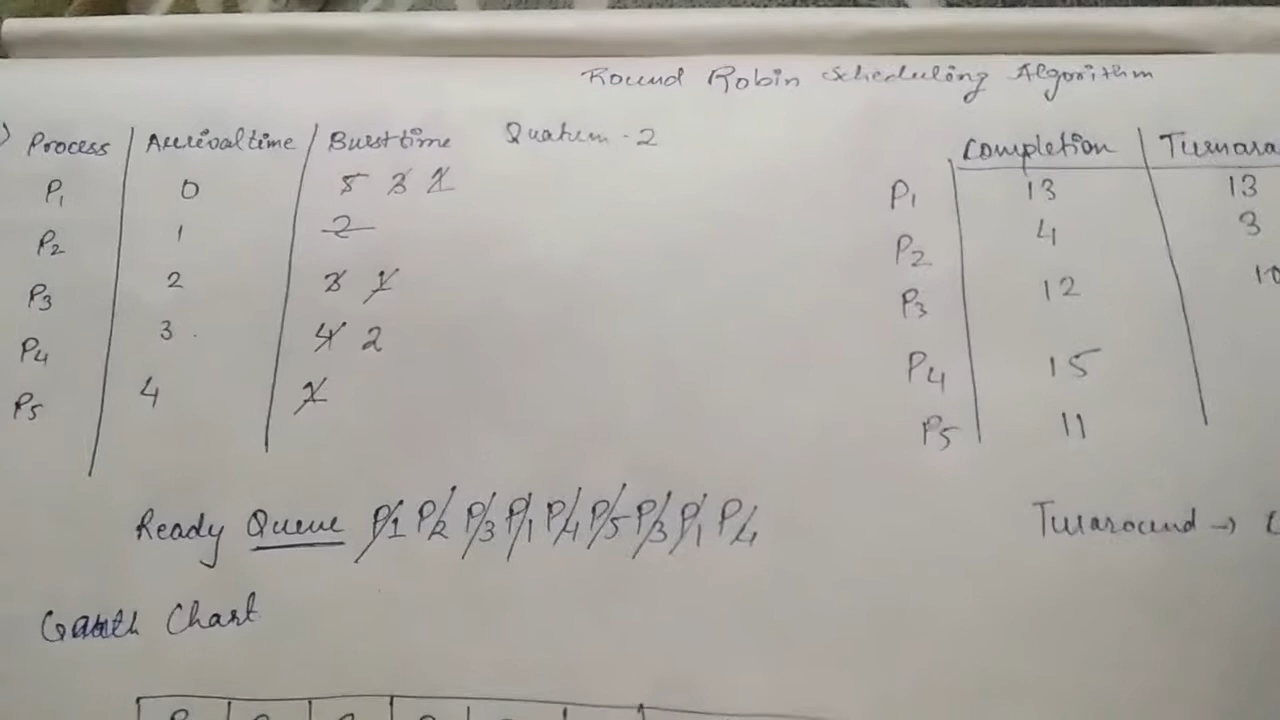 Round Robin Scheduling Algorithm
Process Arrival time Burst time Quatum - 2
P1 0 5 3 1
P2 1 2
P3 2 3 1
P4 3 4 2
P5 4 1
Completion Turnara
P1 13 13
P2 4 3
P3 12 10
P4 15
P5 11
Ready Queue P1 P2 P3 P1 P4 P5 P3 P1 P4
Turnaround →
Chart